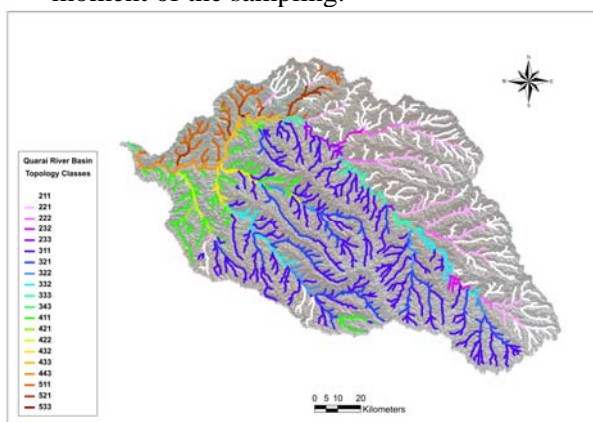 moment of the sampling.
N
W
E
S
Quarai River Basin
Topology Classes
211
221
222
232
233
311
321
322
332
333
343
411
421
422
432
433
443
511
521
533
0 5 10 20
Kilometers